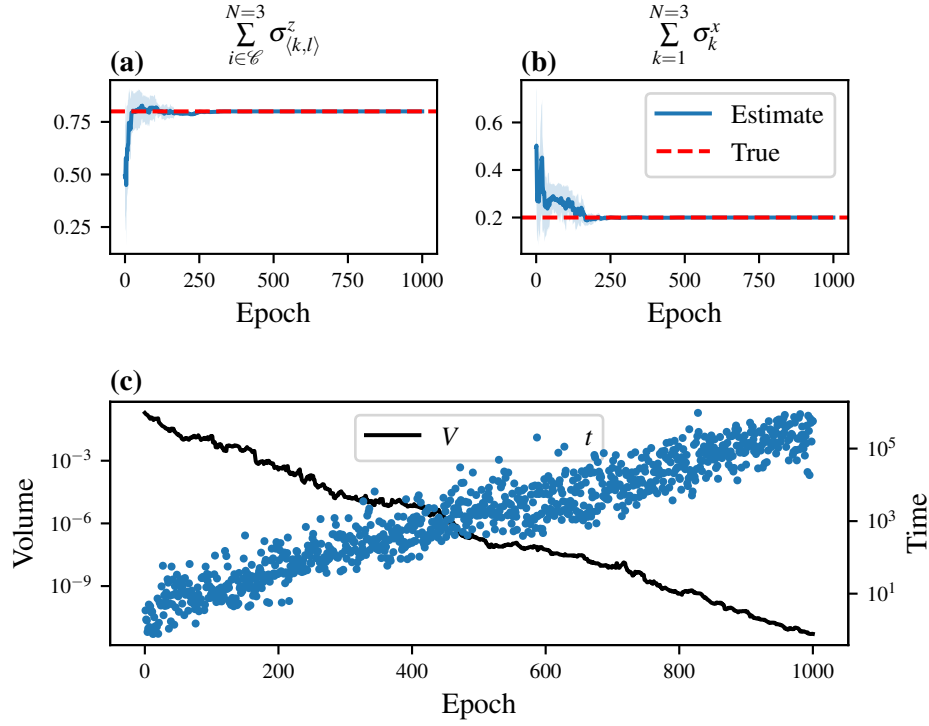 N=3
∑ σ^z_⟨k,l⟩
i∈𝒞
N=3
∑ σ^x_k
k=1
(a)
(b)
0.75
0.50
0.25
0 250 500 750 1000
Epoch
0.6
0.4
0.2
Estimate
True
0 250 500 750 1000
Epoch
(c)
V t
10^−3
10^−6
10^−9
Volume
10^5
10^3
10^1
Time
0 200 400 600 800 1000
Epoch